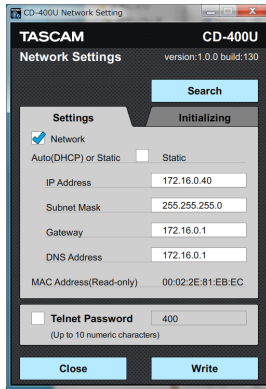 CD-400U Network Setting
TASCAM CD-400U
Network Settings version:1.0.0 build:130
Search
Settings Initializing
Network
Auto(DHCP) or Static Static
IP Address 172.16.0.40
Subnet Mask 255.255.255.0
Gateway 172.16.0.1
DNS Address 172.16.0.1
MAC Address(Read-only) 00:02:2E:81:EB:EC
Telnet Password 400
(Up to 10 numeric characters)
Close Write